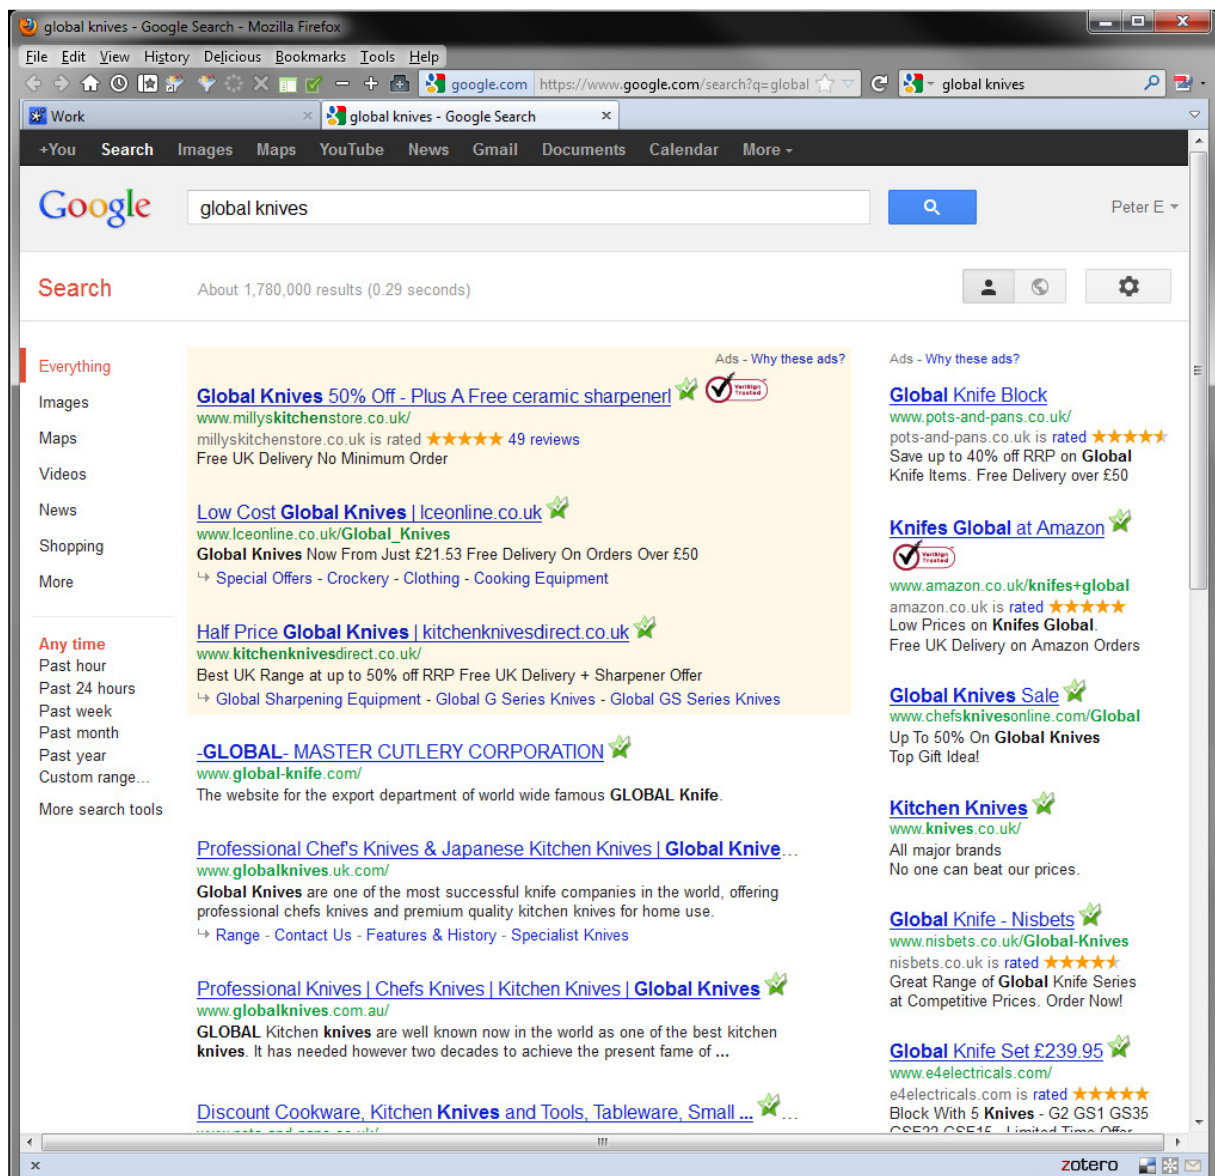 global knives - Google Search - Mozilla Firefox
File Edit View History Delicious Bookmarks Tools Help
google.com https://www.google.com/search?q=global
global knives
Work
global knives - Google Search
+You Search Images Maps YouTube News Gmail Documents Calendar More
Google
global knives
Peter E
Search
About 1,780,000 results (0.29 seconds)
Everything
Images
Maps
Videos
News
Shopping
More
Any time
Past hour
Past 24 hours
Past week
Past month
Past year
Custom range...
More search tools
Ads - Why these ads?
Global Knives 50% Off - Plus A Free ceramic sharpener!
VeriSign Trusted
www.millyskitchenstore.co.uk/
millyskitchenstore.co.uk is rated ★★★★★ 49 reviews
Free UK Delivery No Minimum Order
Low Cost Global Knives | lceonline.co.uk
www.lceonline.co.uk/Global_Knives
Global Knives Now From Just £21.53 Free Delivery On Orders Over £50
Special Offers - Crockery - Clothing - Cooking Equipment
Half Price Global Knives | kitchenknivesdirect.co.uk
www.kitchenknivesdirect.co.uk/
Best UK Range at up to 50% off RRP Free UK Delivery + Sharpener Offer
Global Sharpening Equipment - Global G Series Knives - Global GS Series Knives
-GLOBAL- MASTER CUTLERY CORPORATION
www.global-knife.com/
The website for the export department of world wide famous GLOBAL Knife.
Professional Chef's Knives & Japanese Kitchen Knives | Global Knive...
www.globalknives.uk.com/
Global Knives are one of the most successful knife companies in the world, offering
professional chefs knives and premium quality kitchen knives for home use.
Range - Contact Us - Features & History - Specialist Knives
Professional Knives | Chefs Knives | Kitchen Knives | Global Knives
www.globalknives.com.au/
GLOBAL Kitchen knives are well known now in the world as one of the best kitchen
knives. It has needed however two decades to achieve the present fame of ...
Discount Cookware, Kitchen Knives and Tools, Tableware, Small ... ...
Ads - Why these ads?
Global Knife Block
www.pots-and-pans.co.uk/
pots-and-pans.co.uk is rated
Save up to 40% off RRP on Global
Knife Items. Free Delivery over £50
Knifes Global at Amazon
VeriSign Trusted
www.amazon.co.uk/knifes+global
amazon.co.uk is rated
Low Prices on Knifes Global.
Free UK Delivery on Amazon Orders
Global Knives Sale
www.chefsknivesonline.com/Global
Up To 50% On Global Knives
Top Gift Idea!
Kitchen Knives
www.knives.co.uk/
All major brands
No one can beat our prices.
Global Knife - Nisbets
www.nisbets.co.uk/Global-Knives
nisbets.co.uk is rated
Great Range of Global Knife Series
at Competitive Prices. Order Now!
Global Knife Set £239.95
www.e4electricals.com/
e4electricals.com is rated
Block With 5 Knives - G2 GS1 GS35
zotero